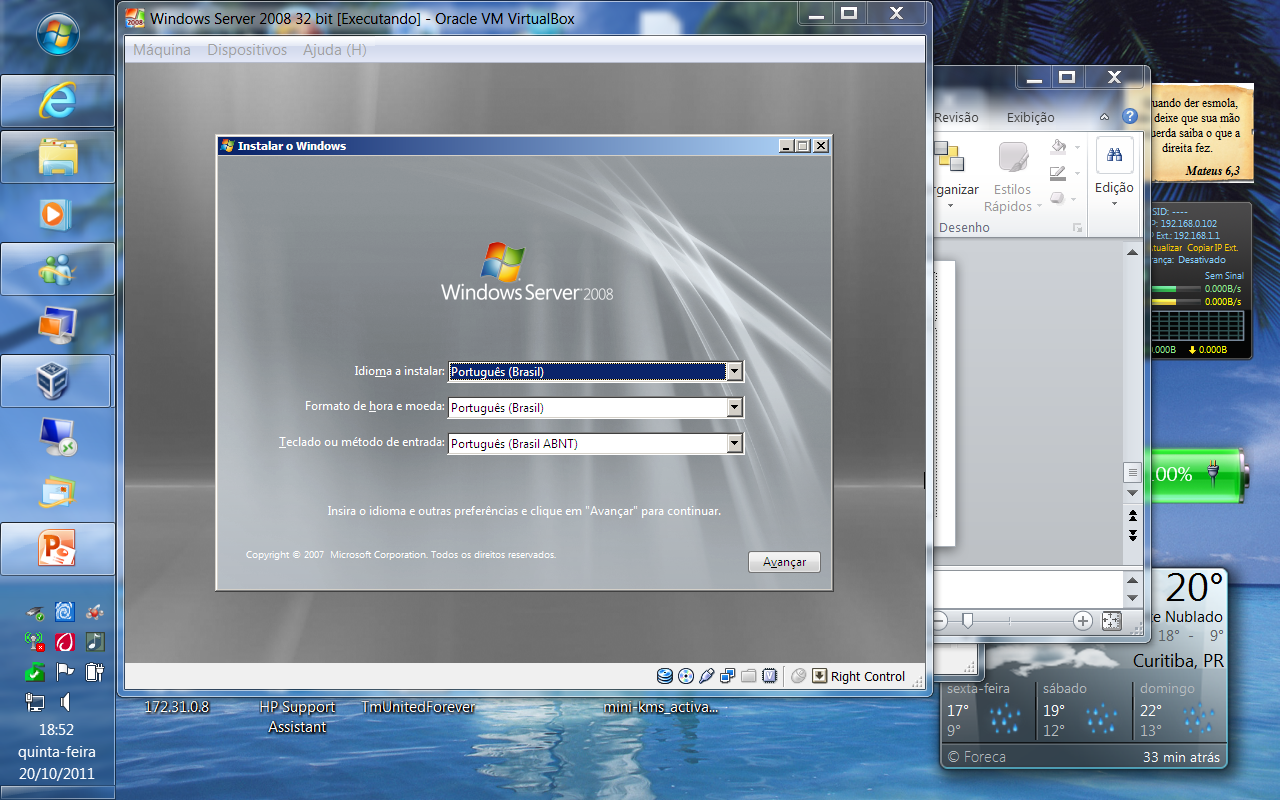 Windows Server 2008 32 bit [Executando] - Oracle VM VirtualBox
Máquina Dispositivos Ajuda (H)
Instalar o Windows
Windows Server 2008
Idioma a instalar: Português (Brasil)
Formato de hora e moeda: Português (Brasil)
Teclado ou método de entrada: Português (Brasil ABNT)
Insira o idioma e outras preferências e clique em "Avançar" para continuar.
Copyright © 2007 Microsoft Corporation. Todos os direitos reservados.
Avançar
Right Control
Revisão Exibição
rganizar
Estilos
Rápidos
Edição
Desenho
uando der esmola,
deixe que sua mão
uerda saiba o que a
direita fez.
Mateus 6,3
SID: ----
P: 192.168.0.102
P Ext.: 192.168.1.1
Atualizar Copiar IP Ext.
rança: Desativado
Sem Sinal
0.000B/s
0.000B/s
0.000B 0.000B
100%
20°
te Nublado
18° - 9°
Curitiba, PR
sexta-feira sábado domingo
17° 19° 22°
9° 12° 13°
© Foreca 33 min atrás
172.31.0.8
HP Support
Assistant
TmUnitedForever
mini-kms_activa...
18:52
quinta-feira
20/10/2011